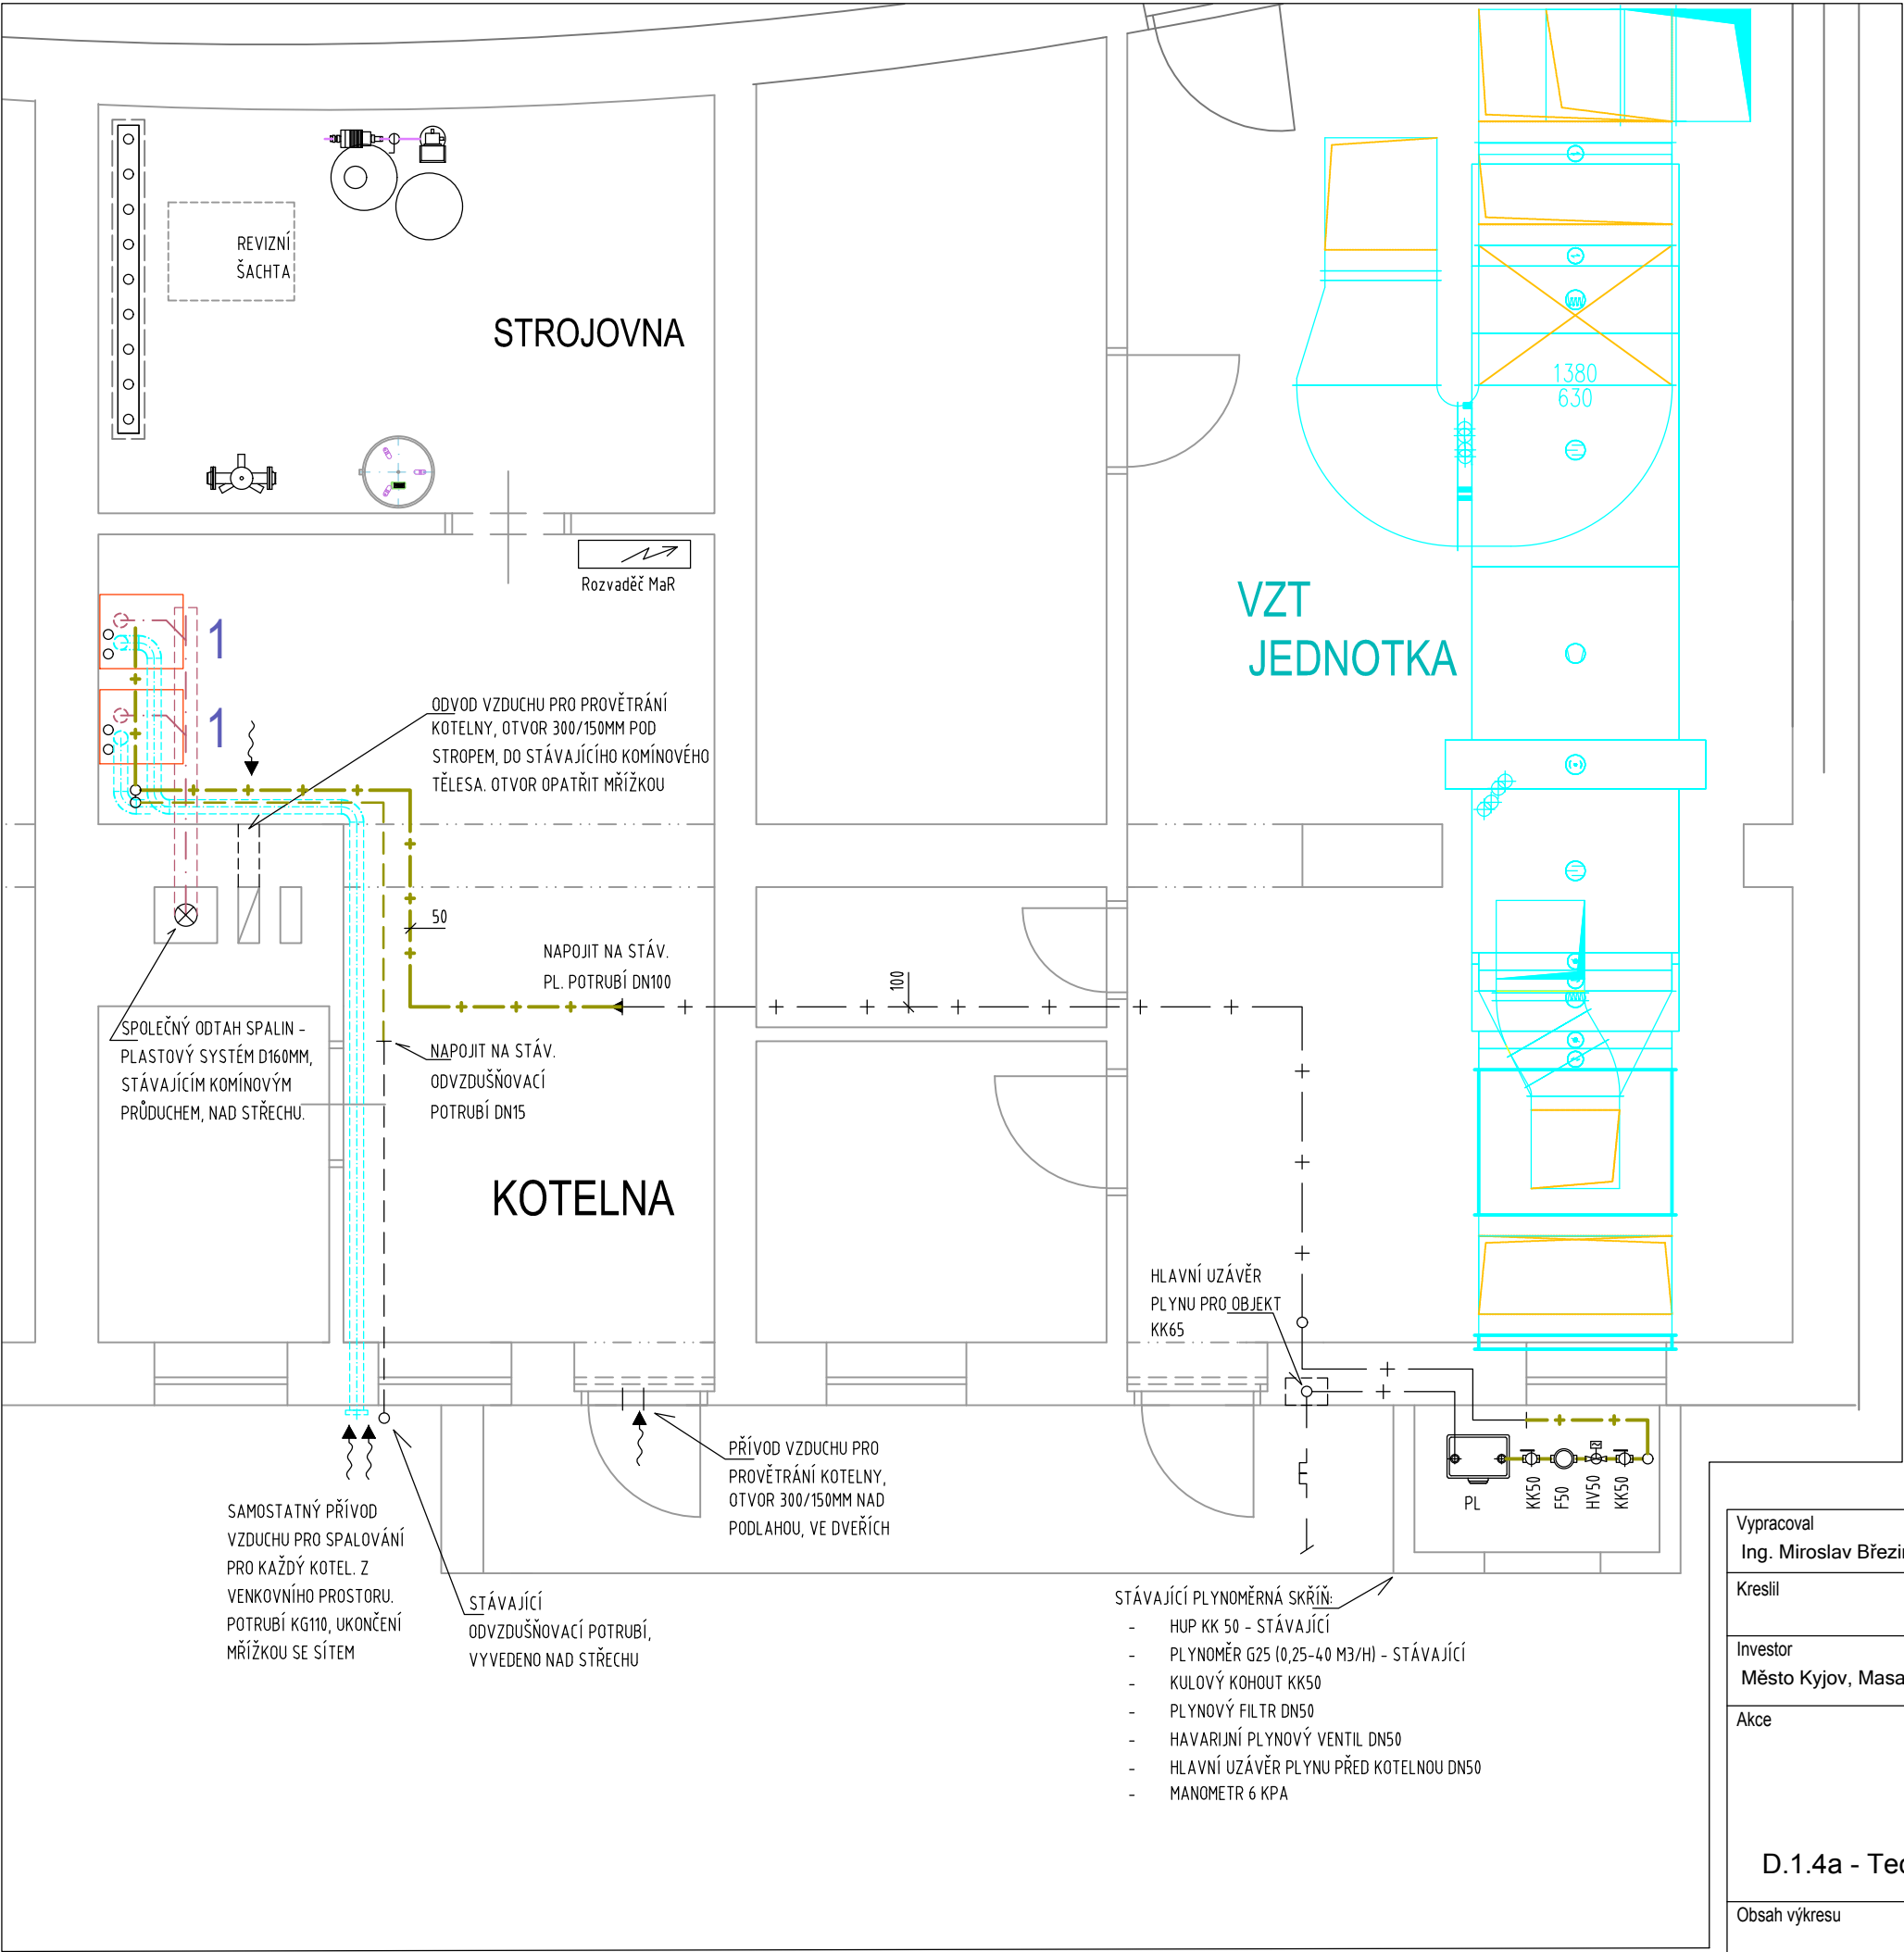 REVIZNÍ
ŠACHTA
STROJOVNA
1380
630
Rozvaděč MaR
VZT
JEDNOTKA
1
1
ODVOD VZDUCHU PRO PROVĚTRÁNÍ
KOTELNY, OTVOR 300/150MM POD
STROPEM, DO STÁVAJÍCÍHO KOMÍNOVÉHO
TĚLESA. OTVOR OPATŘIT MŘÍŽKOU
50
NAPOJIT NA STÁV.
PL. POTRUBÍ DN100
100
SPOLEČNÝ ODTAH SPALIN -
PLASTOVÝ SYSTÉM D160MM,
STÁVAJÍCÍM KOMÍNOVÝM
PRŮDUCHEM, NAD STŘECHU.
NAPOJIT NA STÁV.
ODVZDUŠŇOVACÍ
POTRUBÍ DN15
KOTELNA
HLAVNÍ UZÁVĚR
PLYNU PRO OBJEKT
KK65
PŘÍVOD VZDUCHU PRO
PROVĚTRÁNÍ KOTELNY,
OTVOR 300/150MM NAD
PODLAHOU, VE DVEŘÍCH
PL
KK50
F50
HV50
KK50
SAMOSTATNÝ PŘÍVOD
VZDUCHU PRO SPALOVÁNÍ
PRO KAŽDÝ KOTEL. Z
VENKOVNÍHO PROSTORU.
POTRUBÍ KG110, UKONČENÍ
MŘÍŽKOU SE SÍTEM
STÁVAJÍCÍ
ODVZDUŠŇOVACÍ POTRUBÍ,
VYVEDENO NAD STŘECHU
STÁVAJÍCÍ PLYNOMĚRNÁ SKŘÍŇ:
- HUP KK 50 - STÁVAJÍCÍ
- PLYNOMĚR G25 (0,25-40 M3/H) - STÁVAJÍCÍ
- KULOVÝ KOHOUT KK50
- PLYNOVÝ FILTR DN50
- HAVARIJNÍ PLYNOVÝ VENTIL DN50
- HLAVNÍ UZÁVĚR PLYNU PŘED KOTELNOU DN50
- MANOMETR 6 KPA
Vypracoval
Ing. Miroslav
Kreslil
Investor
Město Kyjov,
Akce
D.1.4a -
Obsah výkresu